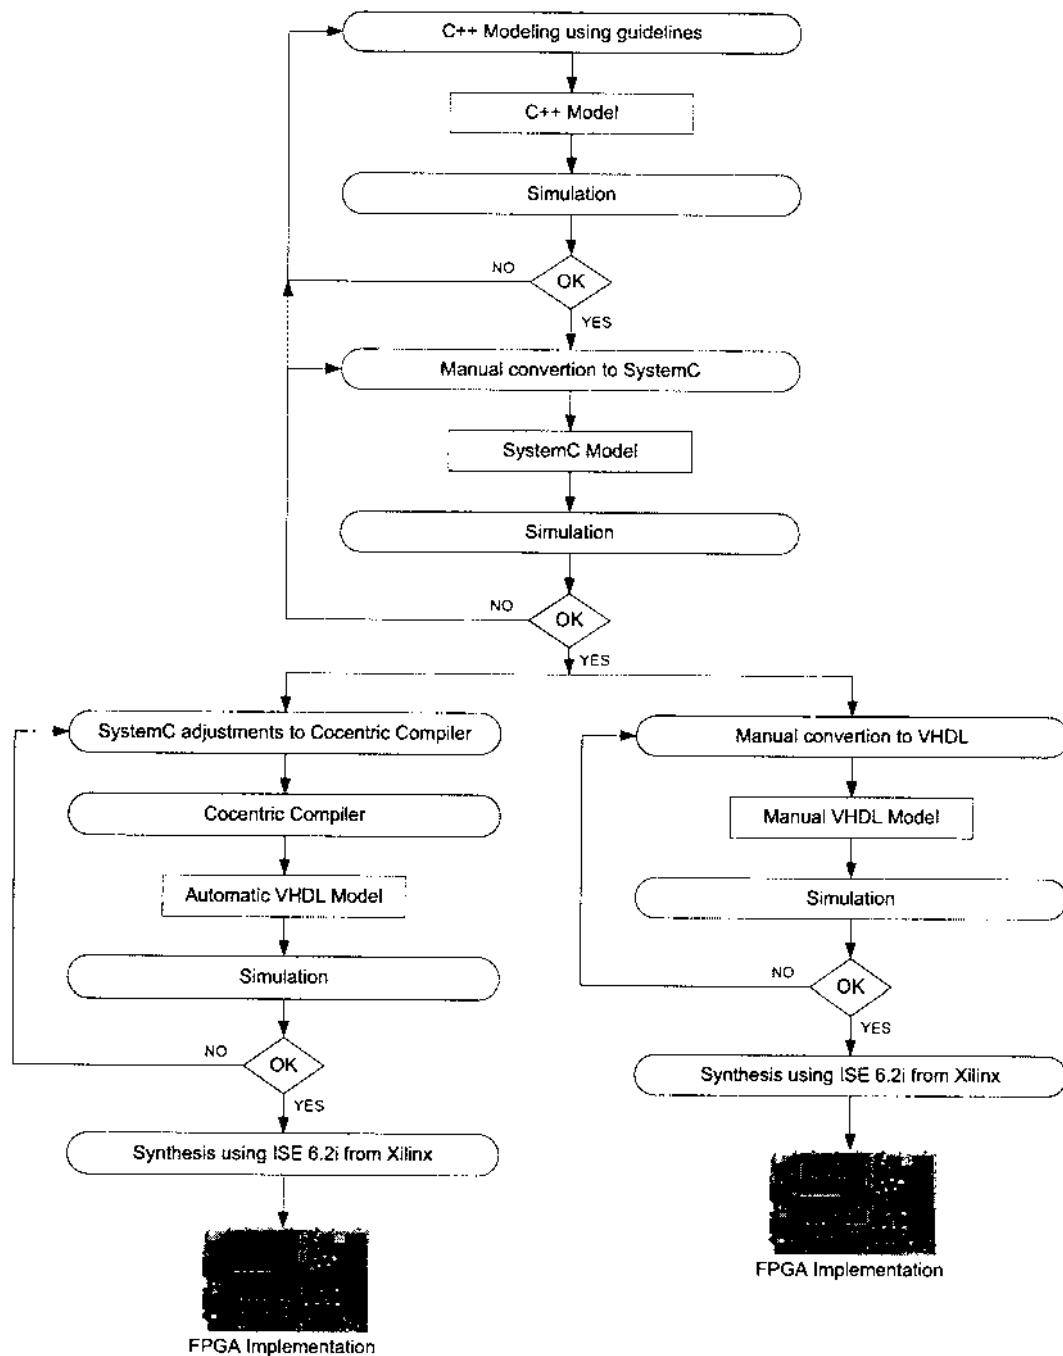 C++ Modeling using guidelines
C++ Model
Simulation
NO
OK
YES
Manual convertion to SystemC
SystemC Model
Simulation
NO
OK
YES
SystemC adjustments to Cocentric Compiler
Cocentric Compiler
Automatic VHDL Model
Simulation
NO
OK
YES
Synthesis using ISE 6.2i from Xilinx
FPGA Implementation
Manual convertion to VHDL
Manual VHDL Model
Simulation
NO
OK
YES
Synthesis using ISE 6.2i from Xilinx
FPGA Implementation